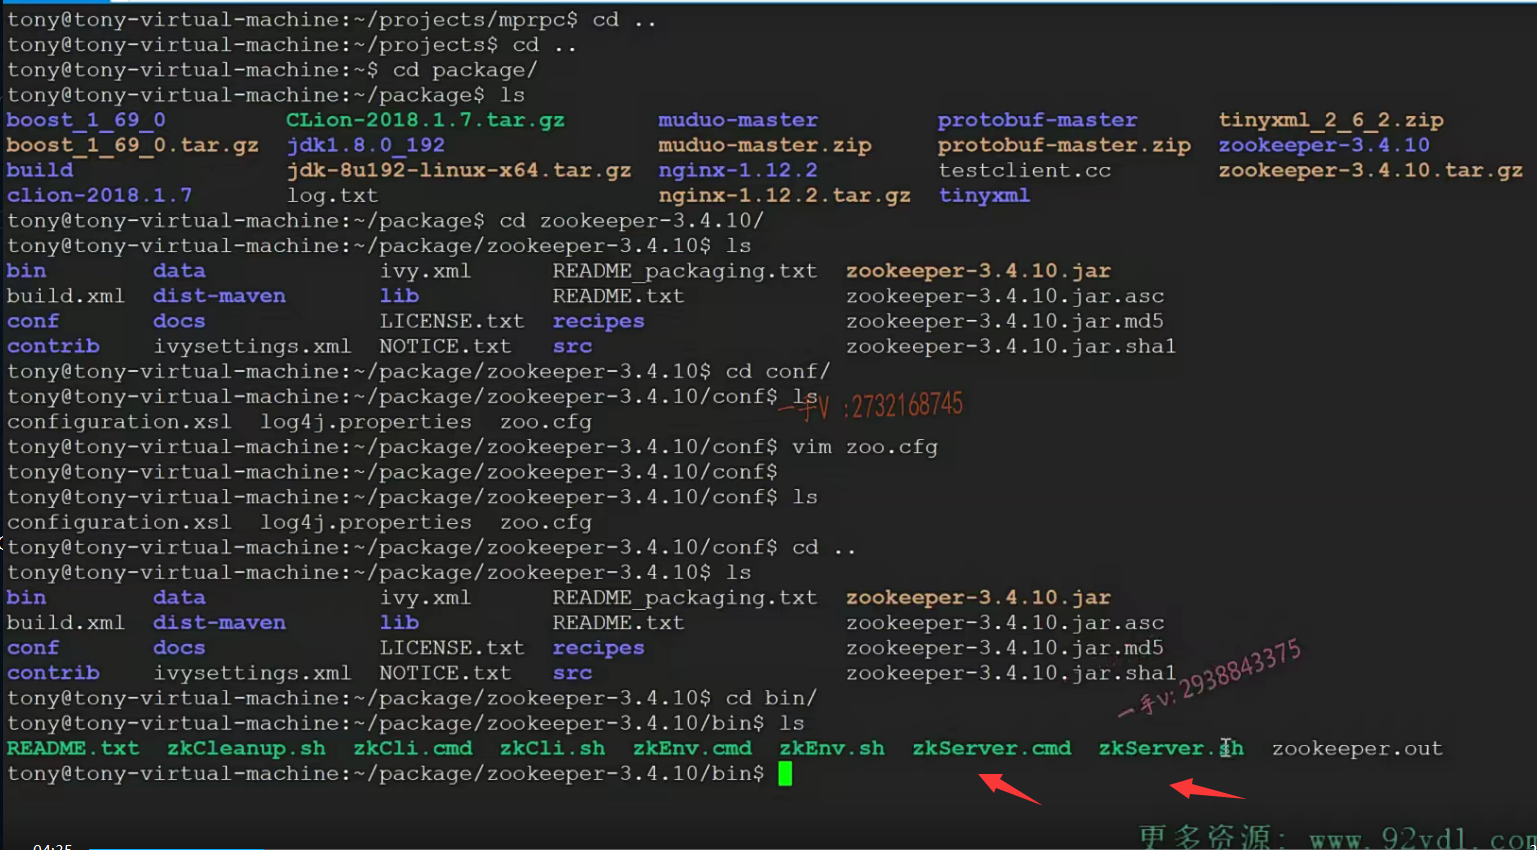 tony@tony-virtual-machine:~/projects/mprpc$ cd ..
tony@tony-virtual-machine:~/projects$ cd ..
tony@tony-virtual-machine:~$ cd package/
tony@tony-virtual-machine:~/package$ ls
boost_1_69_0 CLion-2018.1.7.tar.gz muduo-master protobuf-master tinyxml_2_6_2.zip
boost_1_69_0.tar.gz jdk1.8.0_192 muduo-master.zip protobuf-master.zip zookeeper-3.4.10
build jdk-8u192-linux-x64.tar.gz nginx-1.12.2 testclient.cc zookeeper-3.4.10.tar.gz
clion-2018.1.7 log.txt nginx-1.12.2.tar.gz tinyxml
tony@tony-virtual-machine:~/package$ cd zookeeper-3.4.10/
tony@tony-virtual-machine:~/package/zookeeper-3.4.10$ ls
bin data ivy.xml README_packaging.txt zookeeper-3.4.10.jar
build.xml dist-maven lib README.txt zookeeper-3.4.10.jar.asc
conf docs LICENSE.txt recipes zookeeper-3.4.10.jar.md5
contrib ivysettings.xml NOTICE.txt src zookeeper-3.4.10.jar.sha1
tony@tony-virtual-machine:~/package/zookeeper-3.4.10$ cd conf/
tony@tony-virtual-machine:~/package/zookeeper-3.4.10/conf$ ls
一手V :2732168745
configuration.xsl log4j.properties zoo.cfg
tony@tony-virtual-machine:~/package/zookeeper-3.4.10/conf$ vim zoo.cfg
tony@tony-virtual-machine:~/package/zookeeper-3.4.10/conf$
tony@tony-virtual-machine:~/package/zookeeper-3.4.10/conf$ ls
configuration.xsl log4j.properties zoo.cfg
tony@tony-virtual-machine:~/package/zookeeper-3.4.10/conf$ cd ..
tony@tony-virtual-machine:~/package/zookeeper-3.4.10$ ls
bin data ivy.xml README_packaging.txt zookeeper-3.4.10.jar
build.xml dist-maven lib README.txt zookeeper-3.4.10.jar.asc
conf docs LICENSE.txt recipes zookeeper-3.4.10.jar.md5
contrib ivysettings.xml NOTICE.txt src zookeeper-3.4.10.jar.sha1
一手V: 2938843375
tony@tony-virtual-machine:~/package/zookeeper-3.4.10$ cd bin/
tony@tony-virtual-machine:~/package/zookeeper-3.4.10/bin$ ls
README.txt zkCleanup.sh zkCli.cmd zkCli.sh zkEnv.cmd zkEnv.sh zkServer.cmd zkServer.sh zookeeper.out
tony@tony-virtual-machine:~/package/zookeeper-3.4.10/bin$
更多资源: www.92vdl.com
04:25